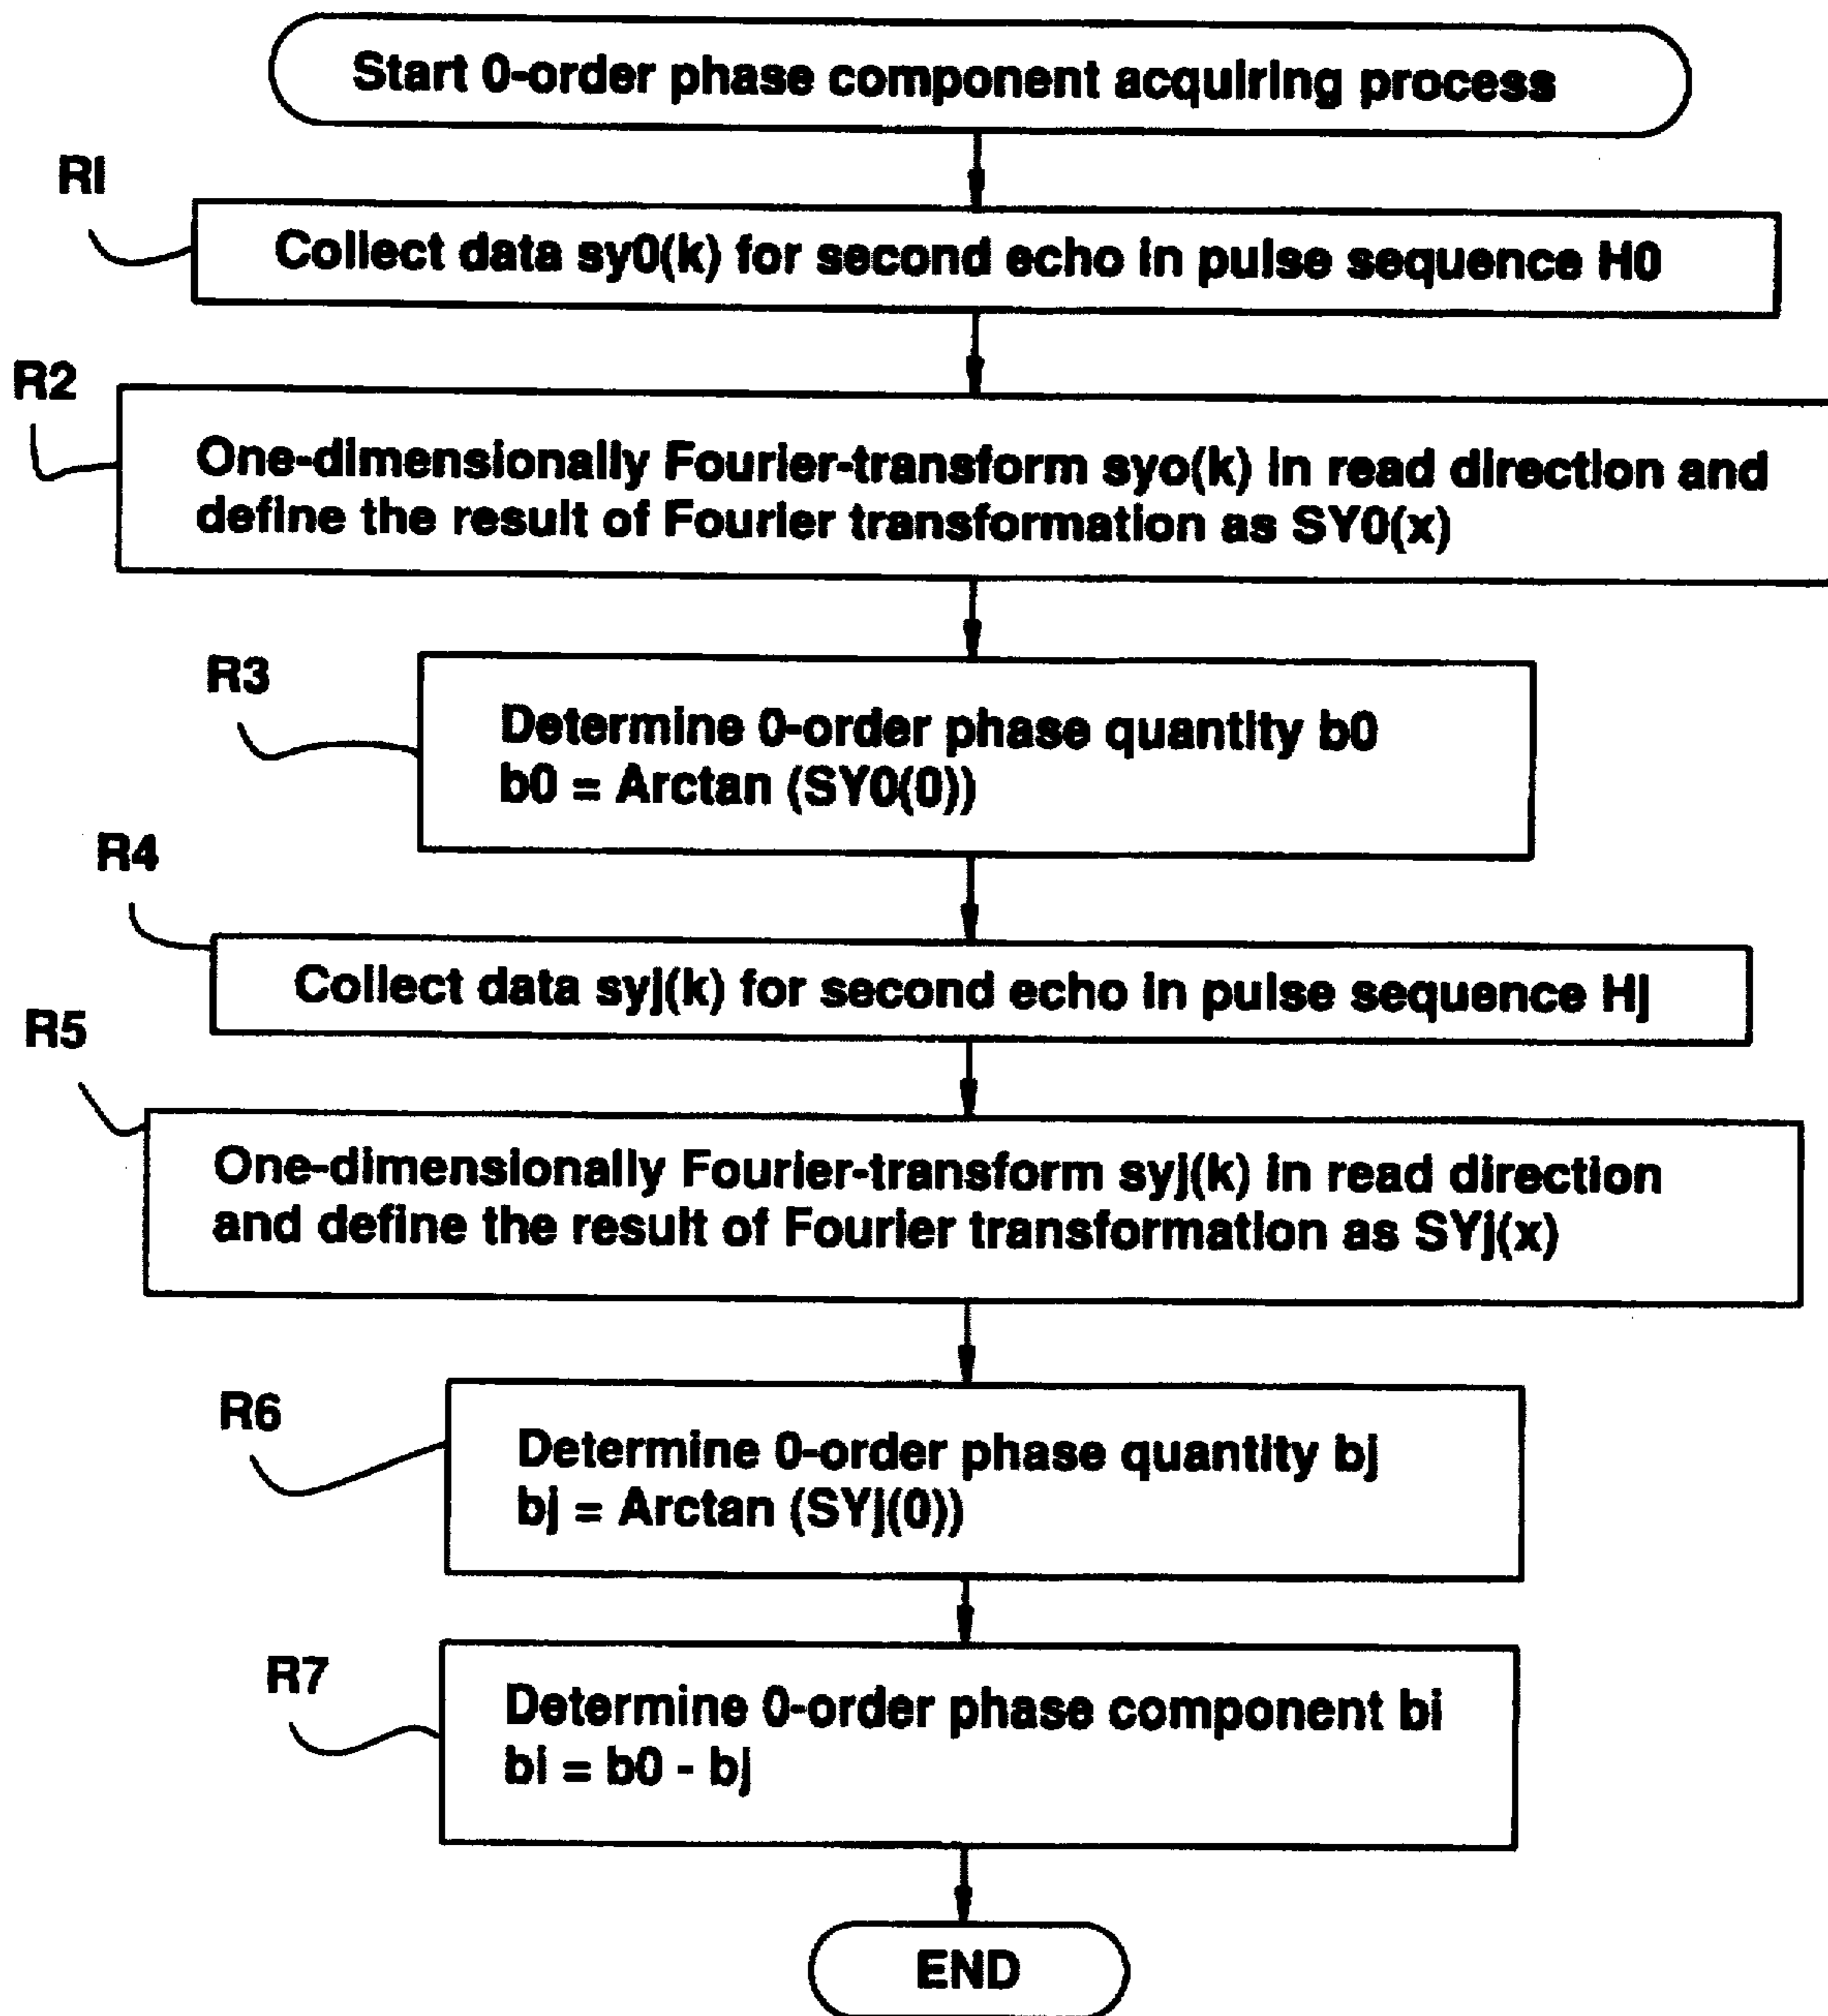 Start 0-order phase component acquiring process
RI
Collect data sy0(k) for second echo in pulse sequence H0
R2
One-dimensionally Fourier-transform syo(k) in read direction and
define the result of Fourier transformation as SY0(x)
R3
Determine 0-order phase quantity b0
b0 = Arctan (SY0(0))
R4
Collect data syj(k) for second echo in pulse sequence Hj
R5
One-dimensionally Fourier-transform syj(k) in read direction
and define the result of Fourier transformation as SYj(x)
R6
Determine 0-order phase quantity bj
bj = Arctan (SYj(0))
R7
Determine 0-order phase component bi
bi = b0 - bj
END